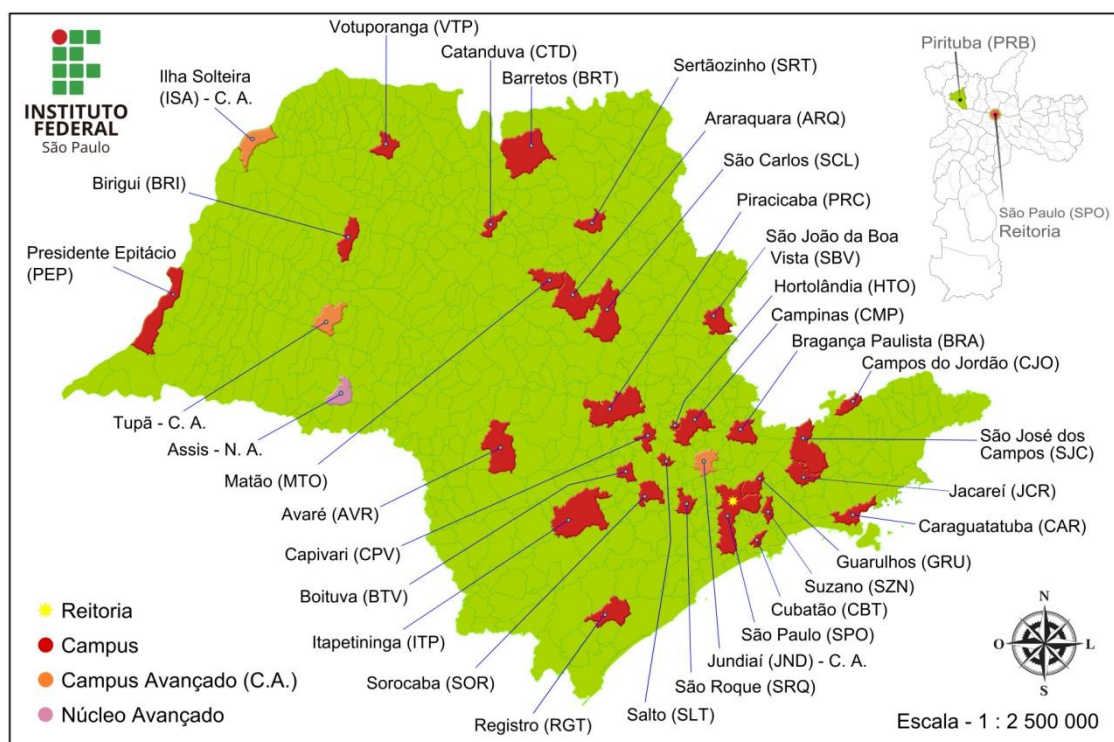 INSTITUTO
FEDERAL
São Paulo
Votuporanga (VTP)
Catanduva (CTD)
Barretos (BRT)
Sertãozinho (SRT)
Ilha Solteira
(ISA) - C. A.
Araraquara (ARQ)
São Carlos (SCL)
Birigui (BRI)
Piracicaba (PRC)
Presidente Epitácio
(PEP)
São João da Boa
Vista (SBV)
Hortolândia (HTO)
Campinas (CMP)
Bragança Paulista (BRA)
Campos do Jordão (CJO)
Pirituba (PRB)
São Paulo (SPO)
Reitoria
Tupã - C. A.
Assis - N. A.
Matão (MTO)
Avaré (AVR)
Capivari (CPV)
Boituva (BTV)
Itapetininga (ITP)
Sorocaba (SOR)
Registro (RGT)
São José dos
Campos (SJC)
Jacareí (JCR)
Caraguatatuba (CAR)
Guarulhos (GRU)
Suzano (SZN)
Cubatão (CBT)
São Paulo (SPO)
Jundiaí (JND) - C. A.
São Roque (SRQ)
Salto (SLT)
Reitoria
Campus
Campus Avançado (C.A.)
Núcleo Avançado
N
O
L
S
Escala - 1 : 2 500 000